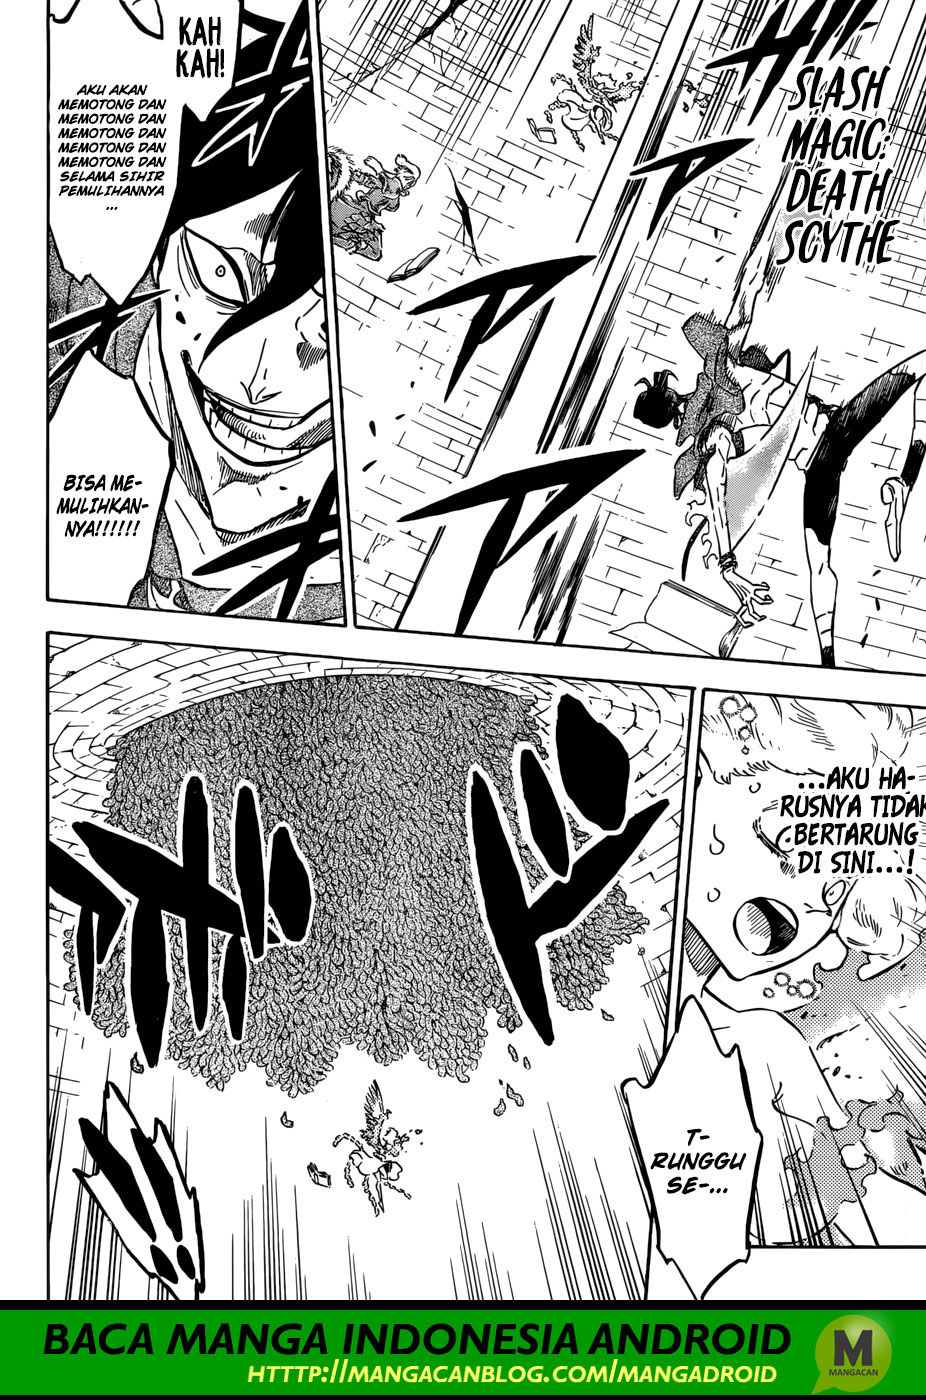 SLASH
MAGIC:
DEATH
SCYTHE
KAH
KAH!
AKU AKAN
MEMOTONG DAN
MEMOTONG DAN
MEMOTONG DAN
MEMOTONG DAN
MEMOTONG DAN
SELAMA SIHIR
PEMULIHANNYA
...
BISA ME-
MULIHKAN-
NYA!!!!!!
...AKU HA-
RUSNYA TIDAK
BERTARUNG
DI SINI...!
T-
RUNGGU
SE-...
!!
BACA MANGA INDONESIA ANDROID
HTTTP://MANGACANBLOG.COM/MANGADROID
M
MANGACAN